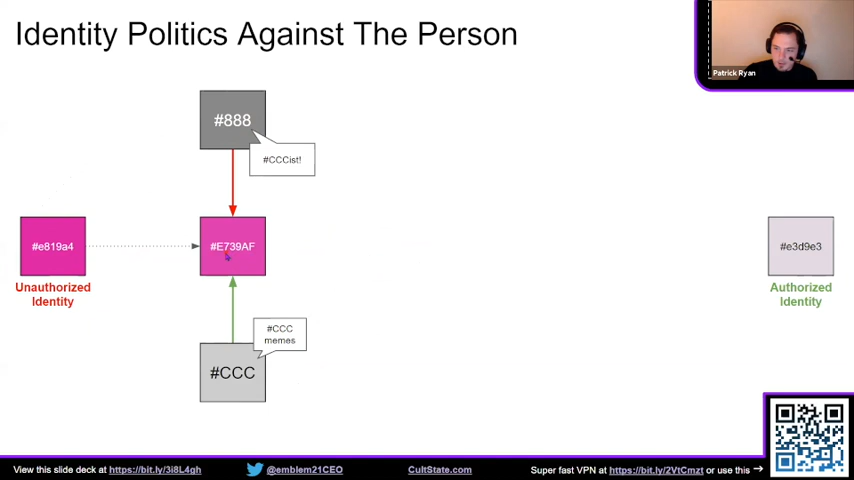 Identity Politics Against The Person
Patrick Ryan
#888
#CCCist!
#e819a4
#E739AF
#e3d9e3
Unauthorized
Identity
Authorized
Identity
#CCC
memes
#CCC
View this slide deck at https://bit.ly/3i8L4gh
@emblem21CEO
CultState.com
Super fast VPN at https://bit.ly/2VtCmzt or use this →